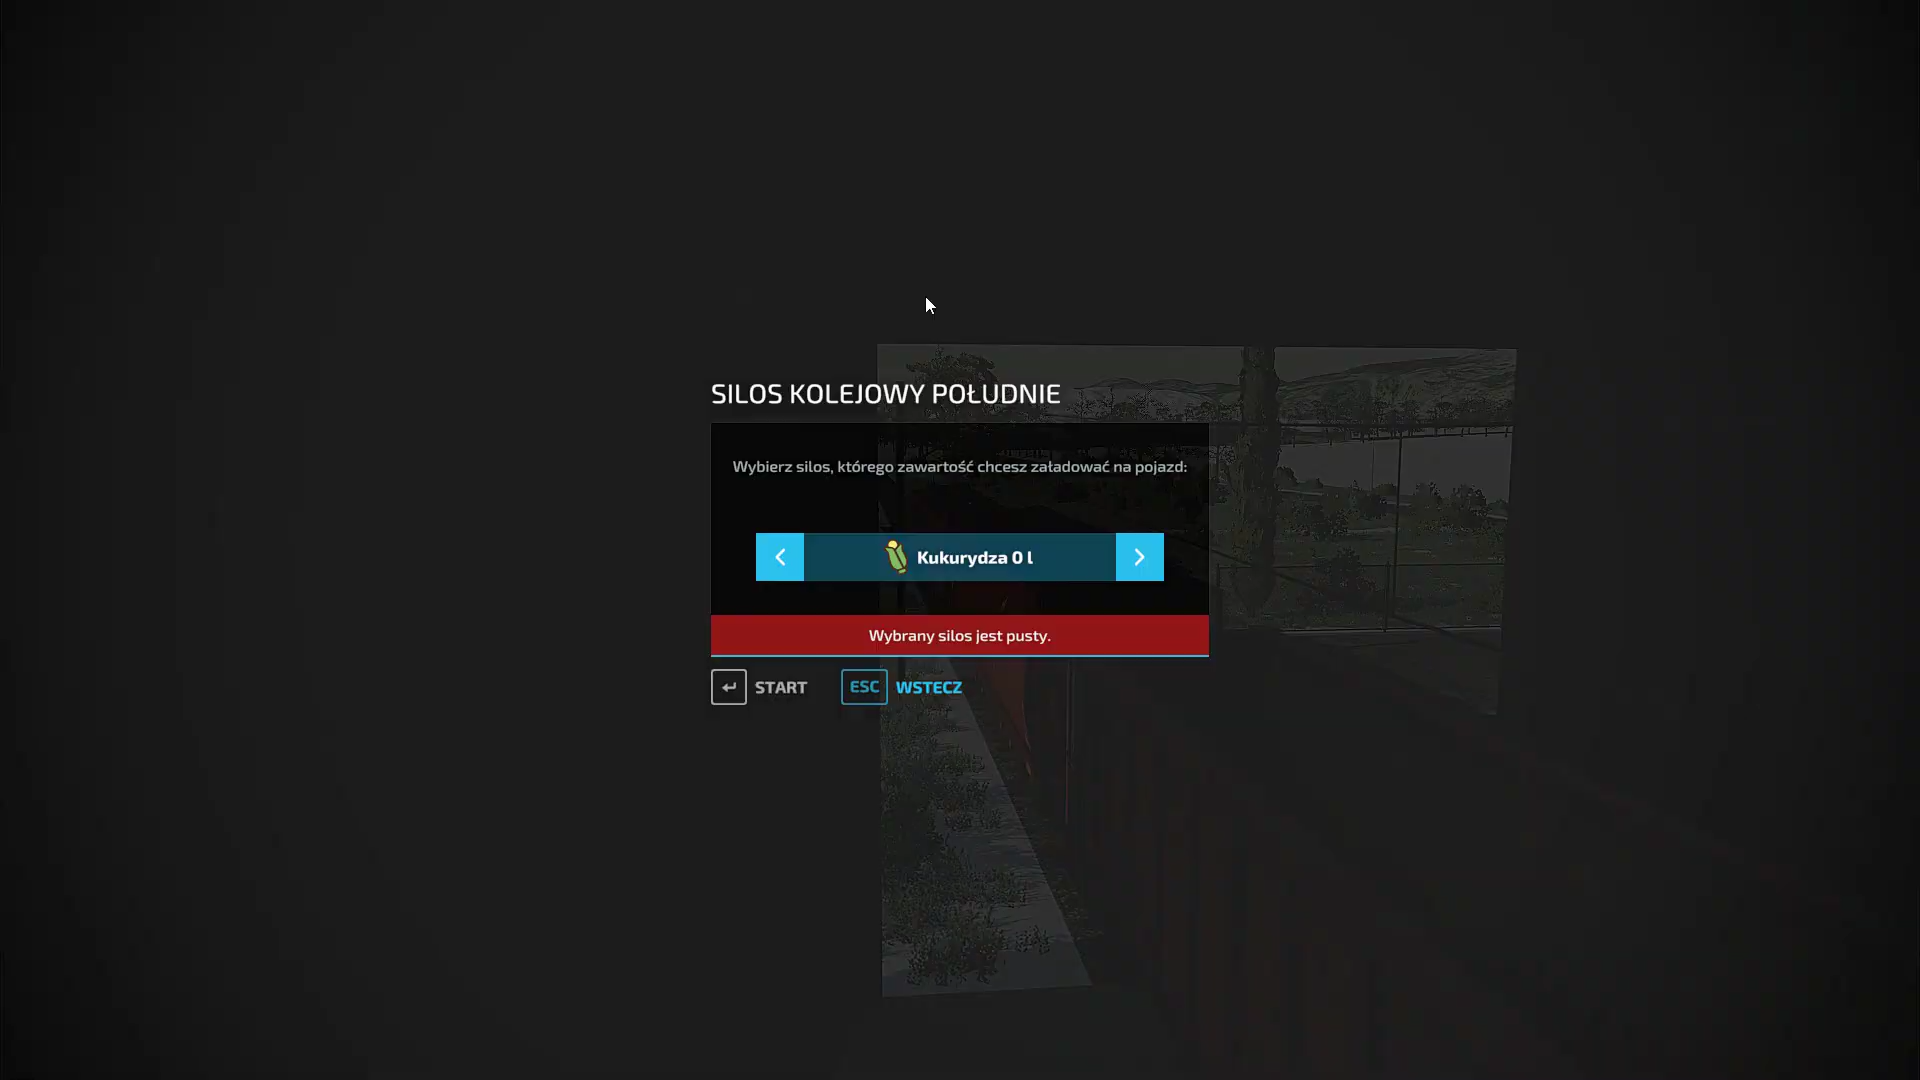 SILOS KOLEJOWY POŁUDNIE
Wybierz silos, którego zawartość chcesz załadować na pojazd:
Kukurydza 0 l
Wybrany silos jest pusty.
START ESC WSTECZ